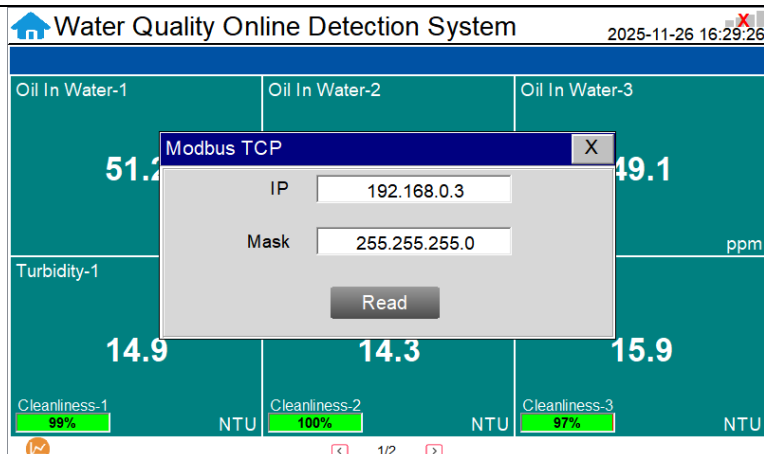 Water Quality Online Detection System
2025-11-26 16:29:26
X
Oil In Water-1
Oil In Water-2
Oil In Water-3
Modbus TCP
X
51.2
49.1
IP
192.168.0.3
Mask
255.255.255.0
ppm
Turbidity-1
Read
14.9
14.3
15.9
Cleanliness-1
Cleanliness-2
Cleanliness-3
99%
NTU
100%
NTU
97%
NTU
<
1/2
>